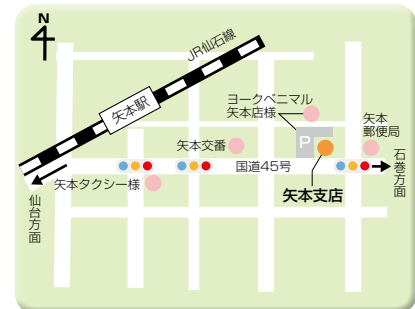 N
JR仙石線
矢本駅
ヨークベニマル
矢本店様
矢本
郵便局
P
矢本交番
国道45号
石巻方面
矢本タクシー様
矢本支店
仙台方面